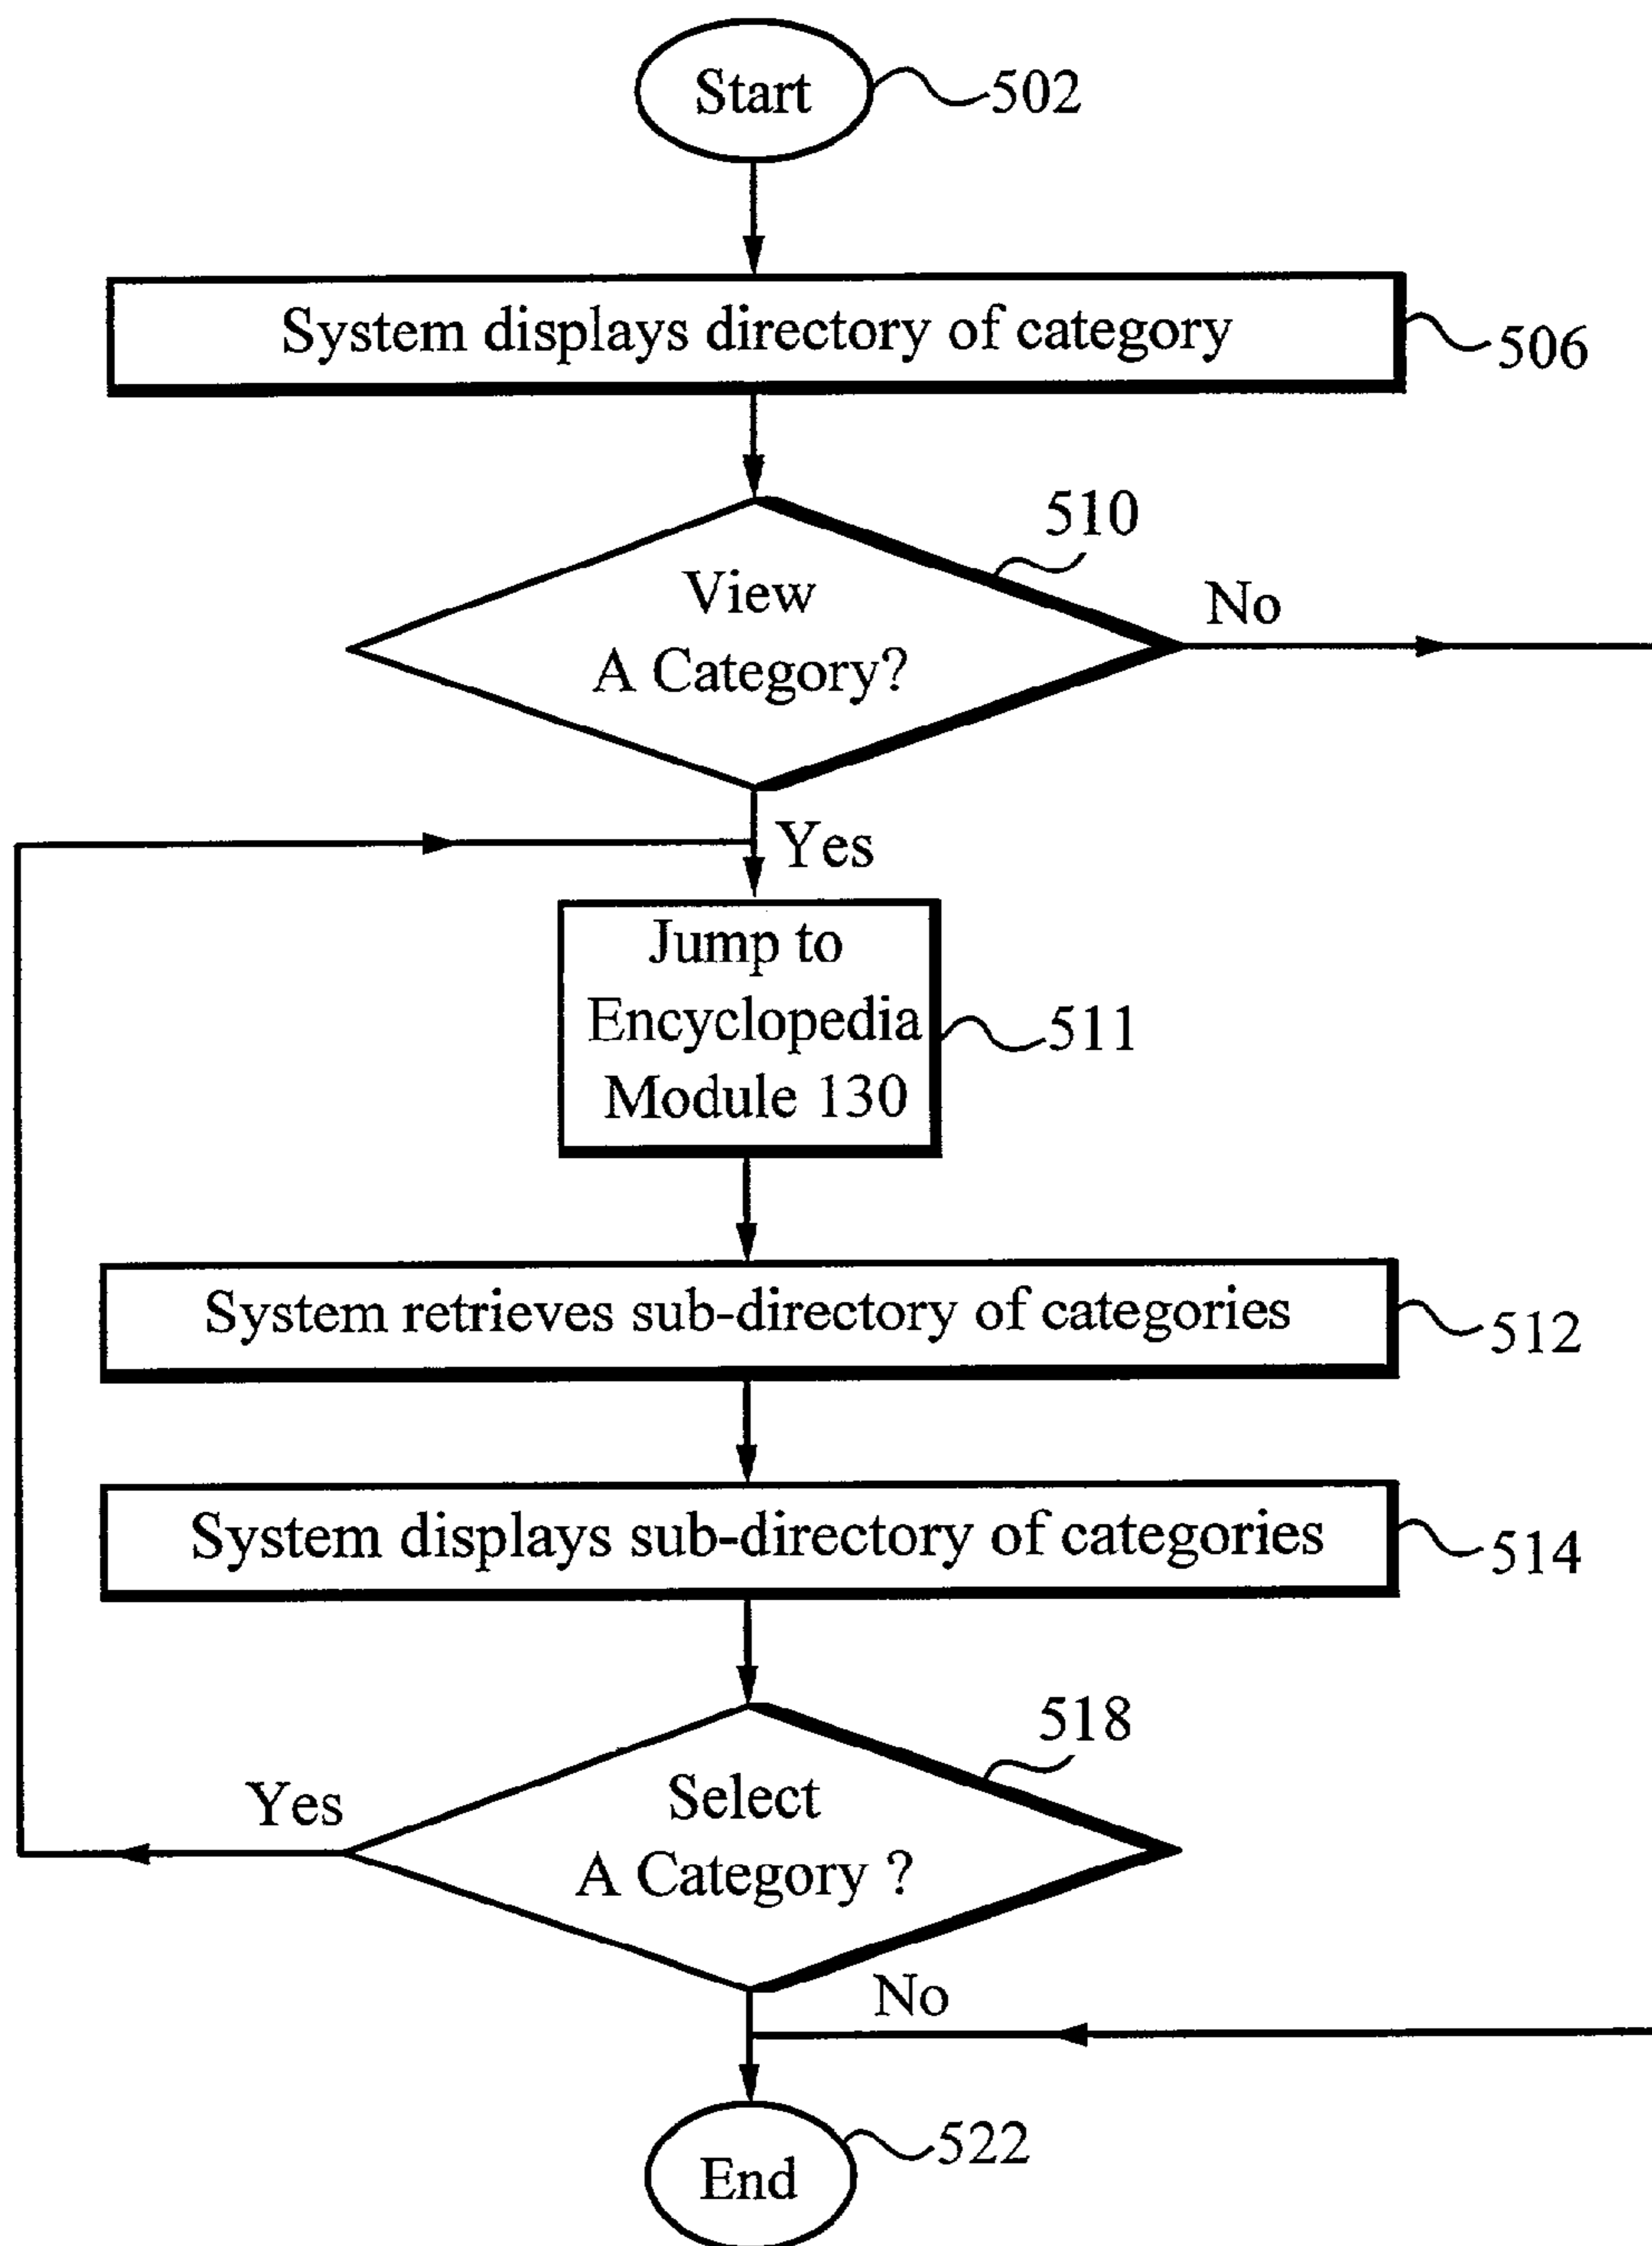 Start
502
System displays directory of category
506
510
View
A Category?
No
Yes
Jump to
Encyclopedia
Module 130
511
System retrieves sub-directory of categories
512
System displays sub-directory of categories
514
518
Select
A Category ?
Yes
No
End
522